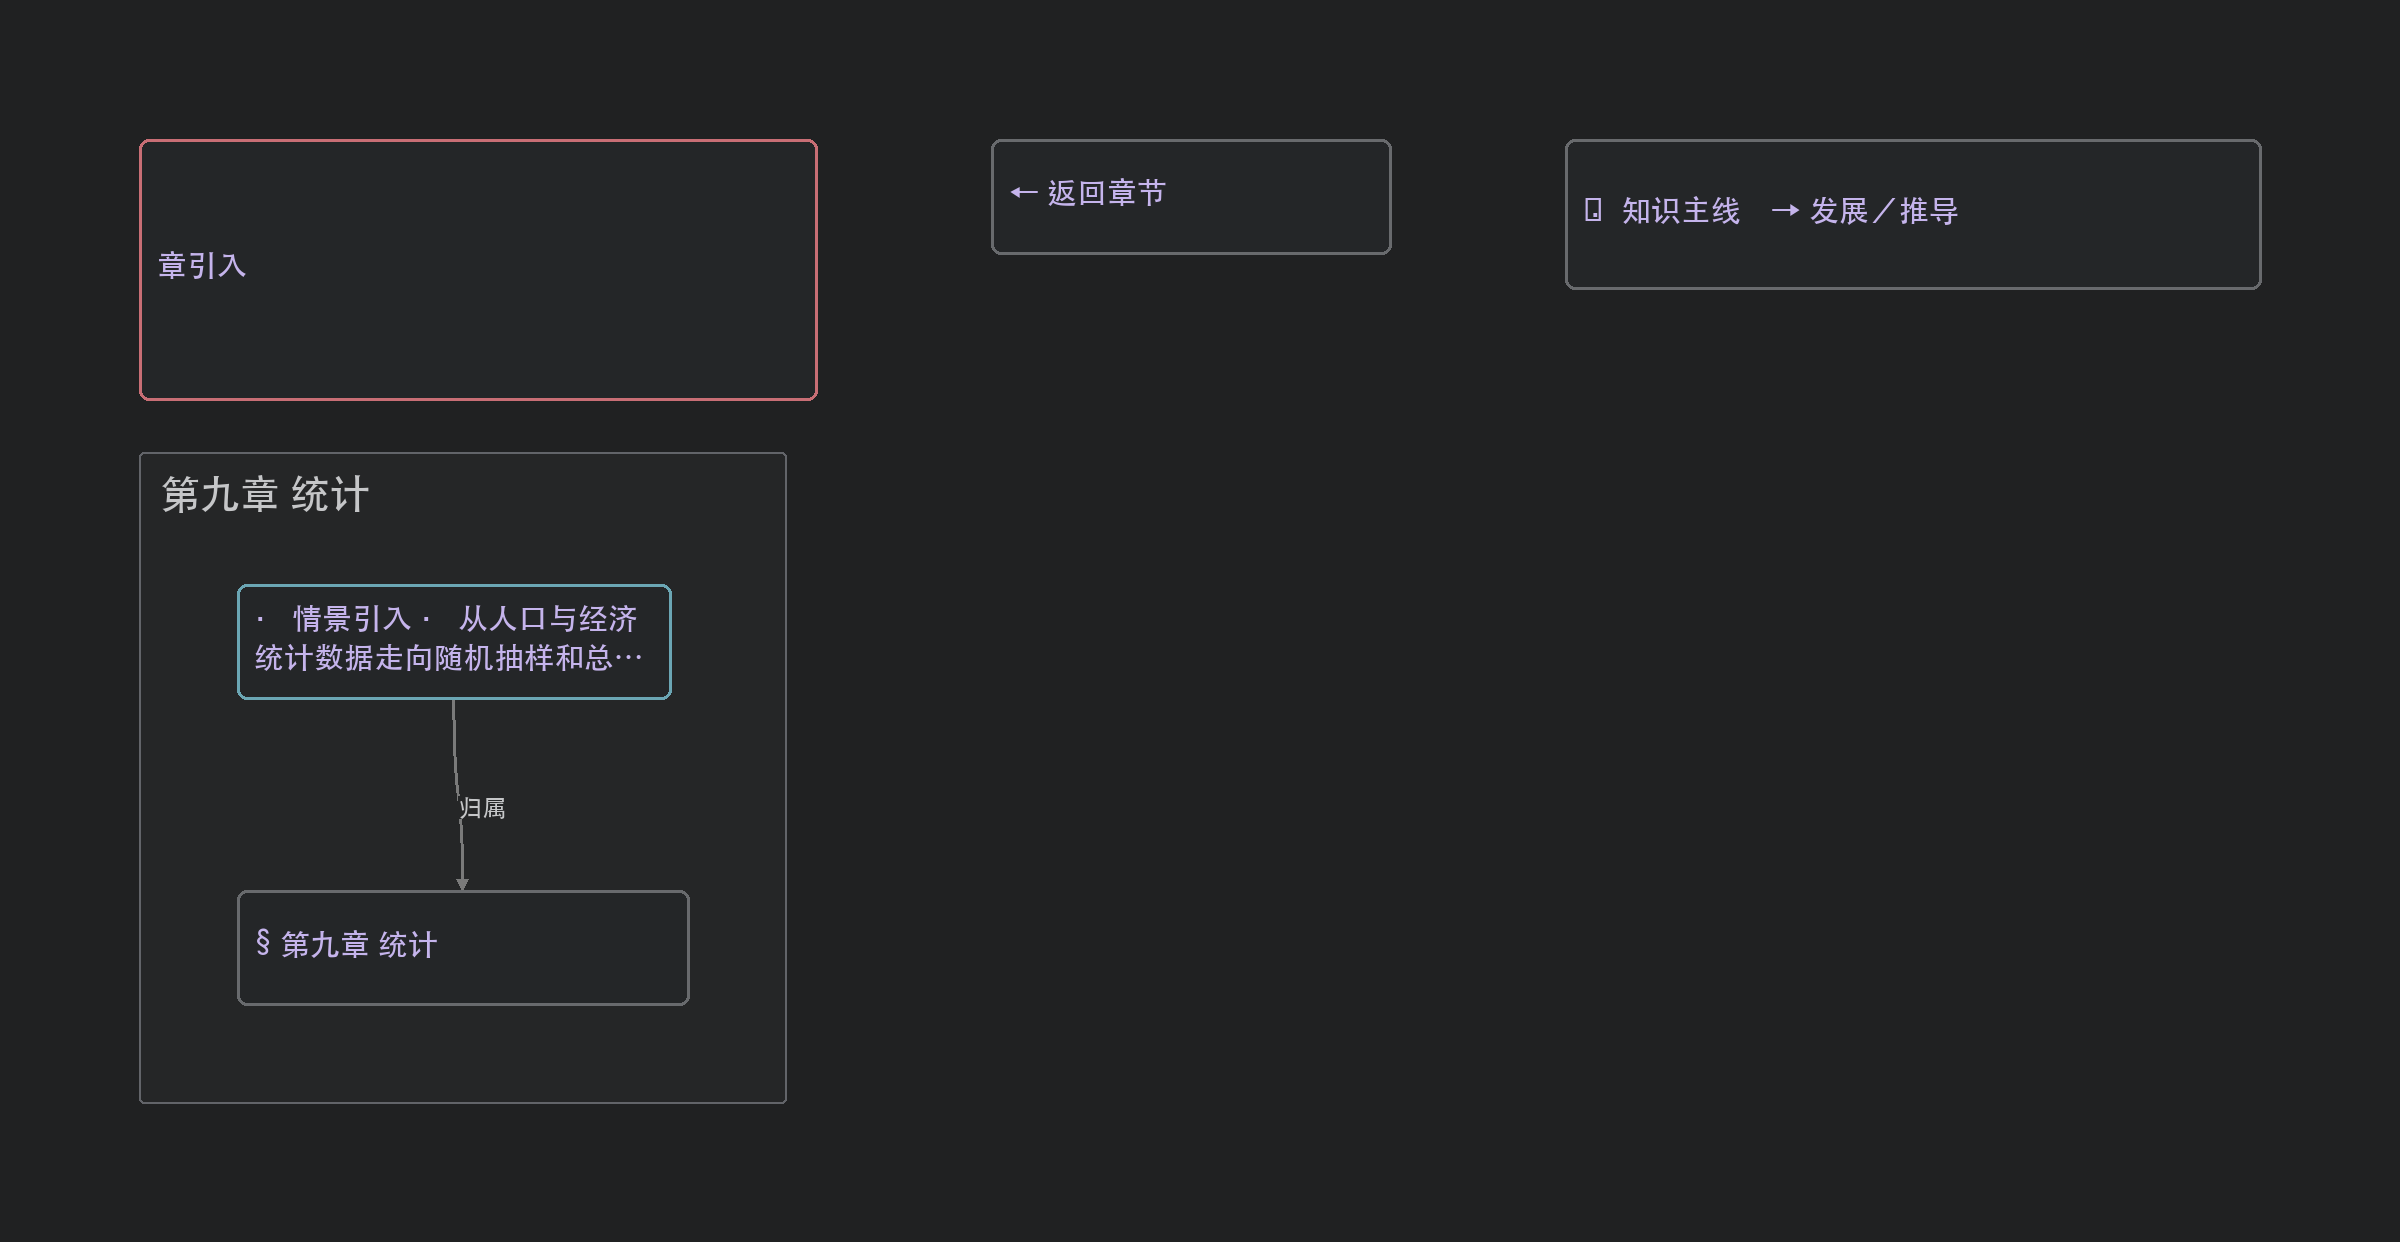 章引入
← 返回章节
知识主线 → 发展／推导
第九章 统计
· 情景引入 · 从人口与经济
统计数据走向随机抽样和总…
归属
§ 第九章 统计